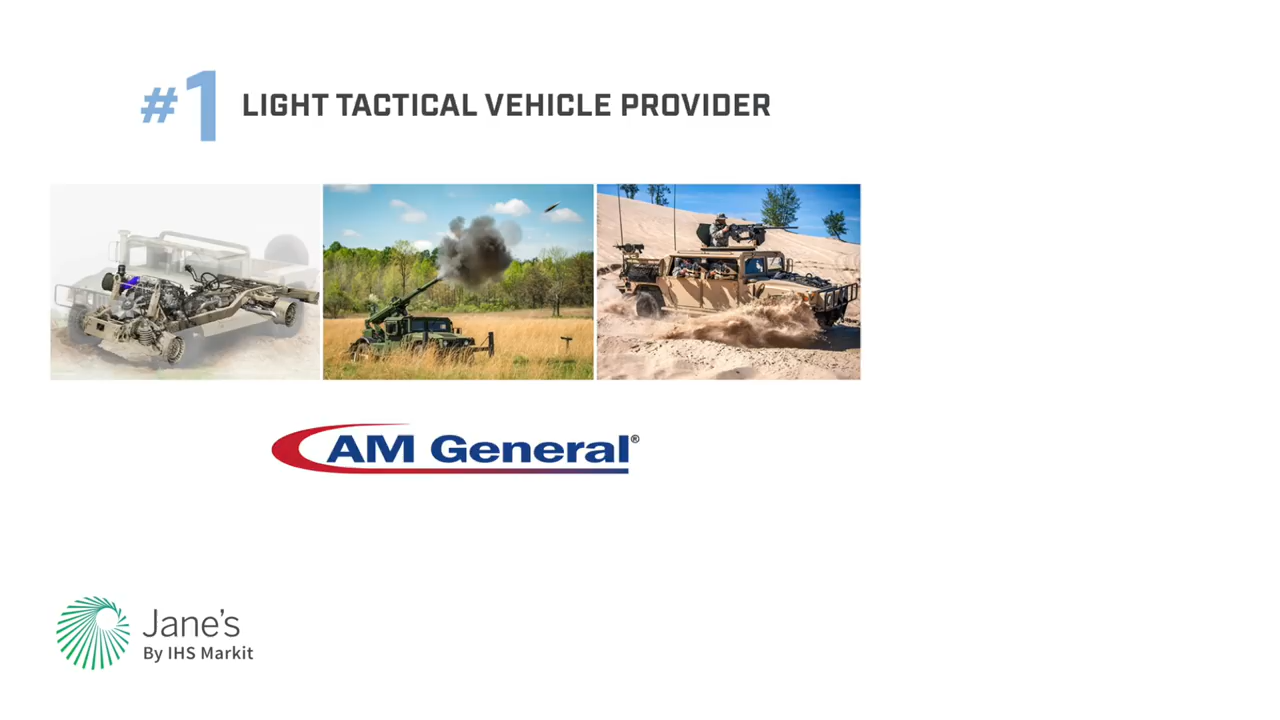 #1 LIGHT TACTICAL VEHICLE PROVIDER
AM General®
Jane's
By IHS Markit